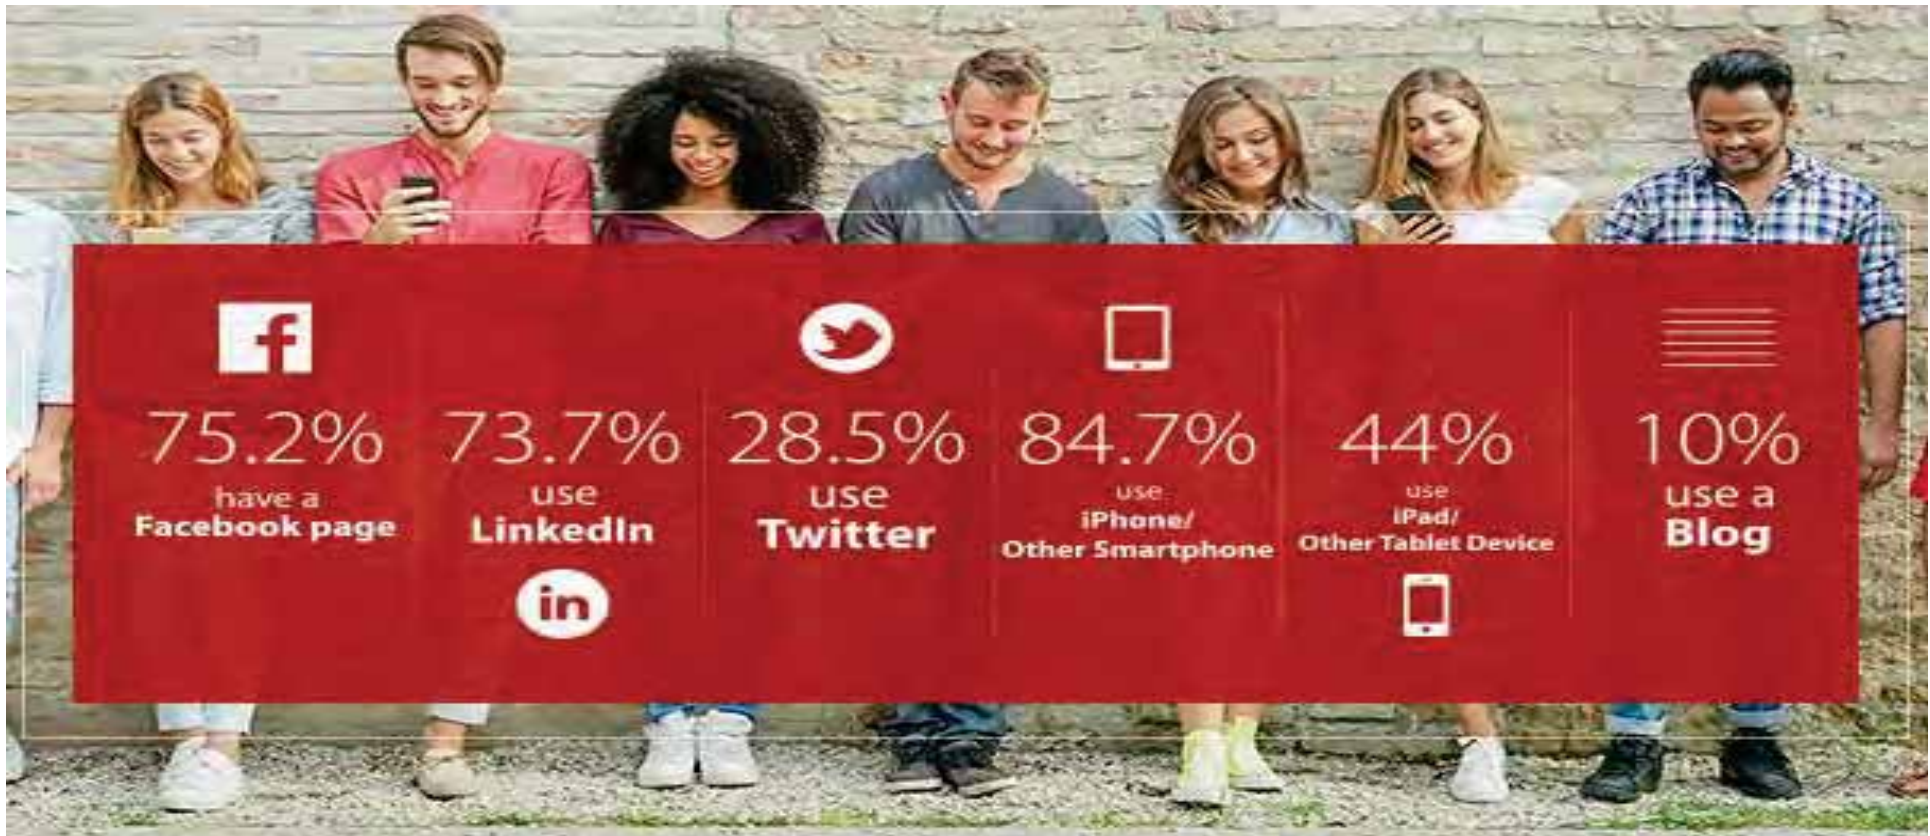 75.2%
have a
Facebook page
73.7%
use
LinkedIn
in
28.5%
use
Twitter
84.7%
use
iPhone/
Other Smartphone
44%
use
iPad/
Other Tablet Device
10%
use a
Blog